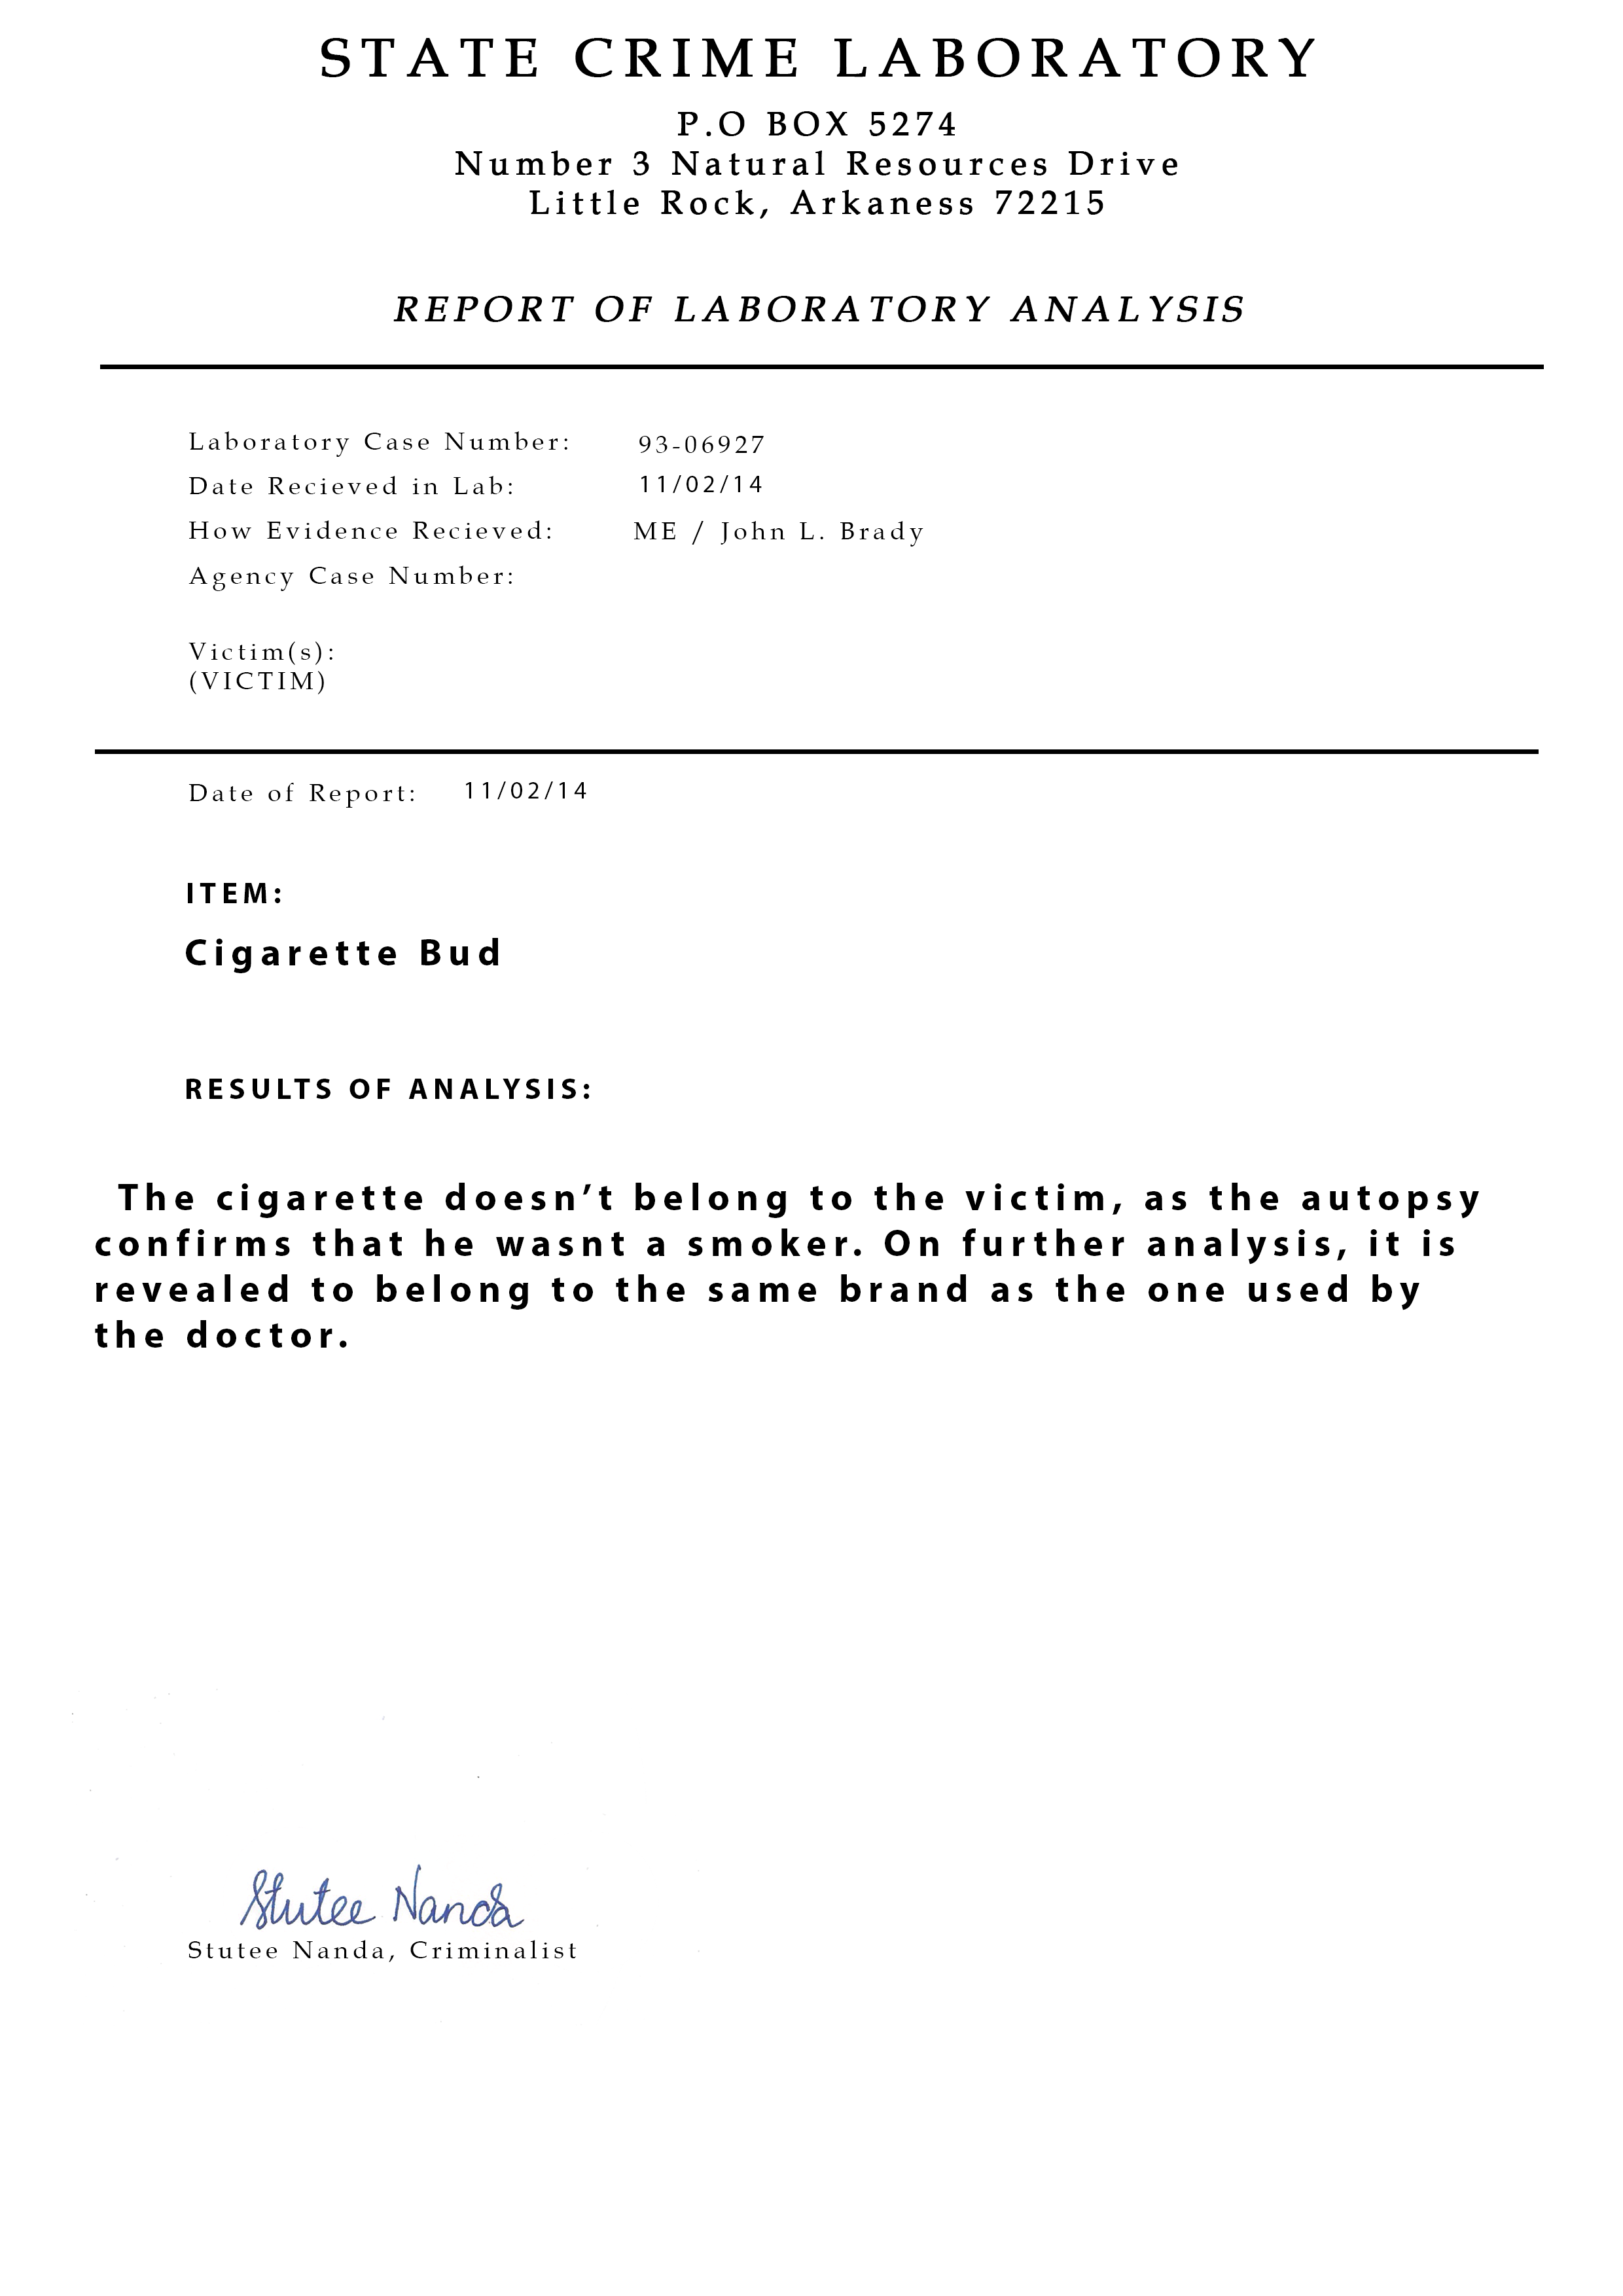 STATE CRIME LABORATORY
P.O BOX 5274
Number 3 Natural Resources Drive
Little Rock, Arkaness 72215
REPORT OF LABORATORY ANALYSIS
Laboratory Case Number: 93-06927
Date Recieved in Lab: 11/02/14
How Evidence Recieved: ME / John L. Brady
Agency Case Number:
Victim(s):
(VICTIM)
Date of Report: 11/02/14
ITEM:
Cigarette Bud
RESULTS OF ANALYSIS:
The cigarette doesn’t belong to the victim, as the autopsy
confirms that he wasnt a smoker. On further analysis, it is
revealed to belong to the same brand as the one used by
the doctor.
Stutee Nanda
Stutee Nanda, Criminalist